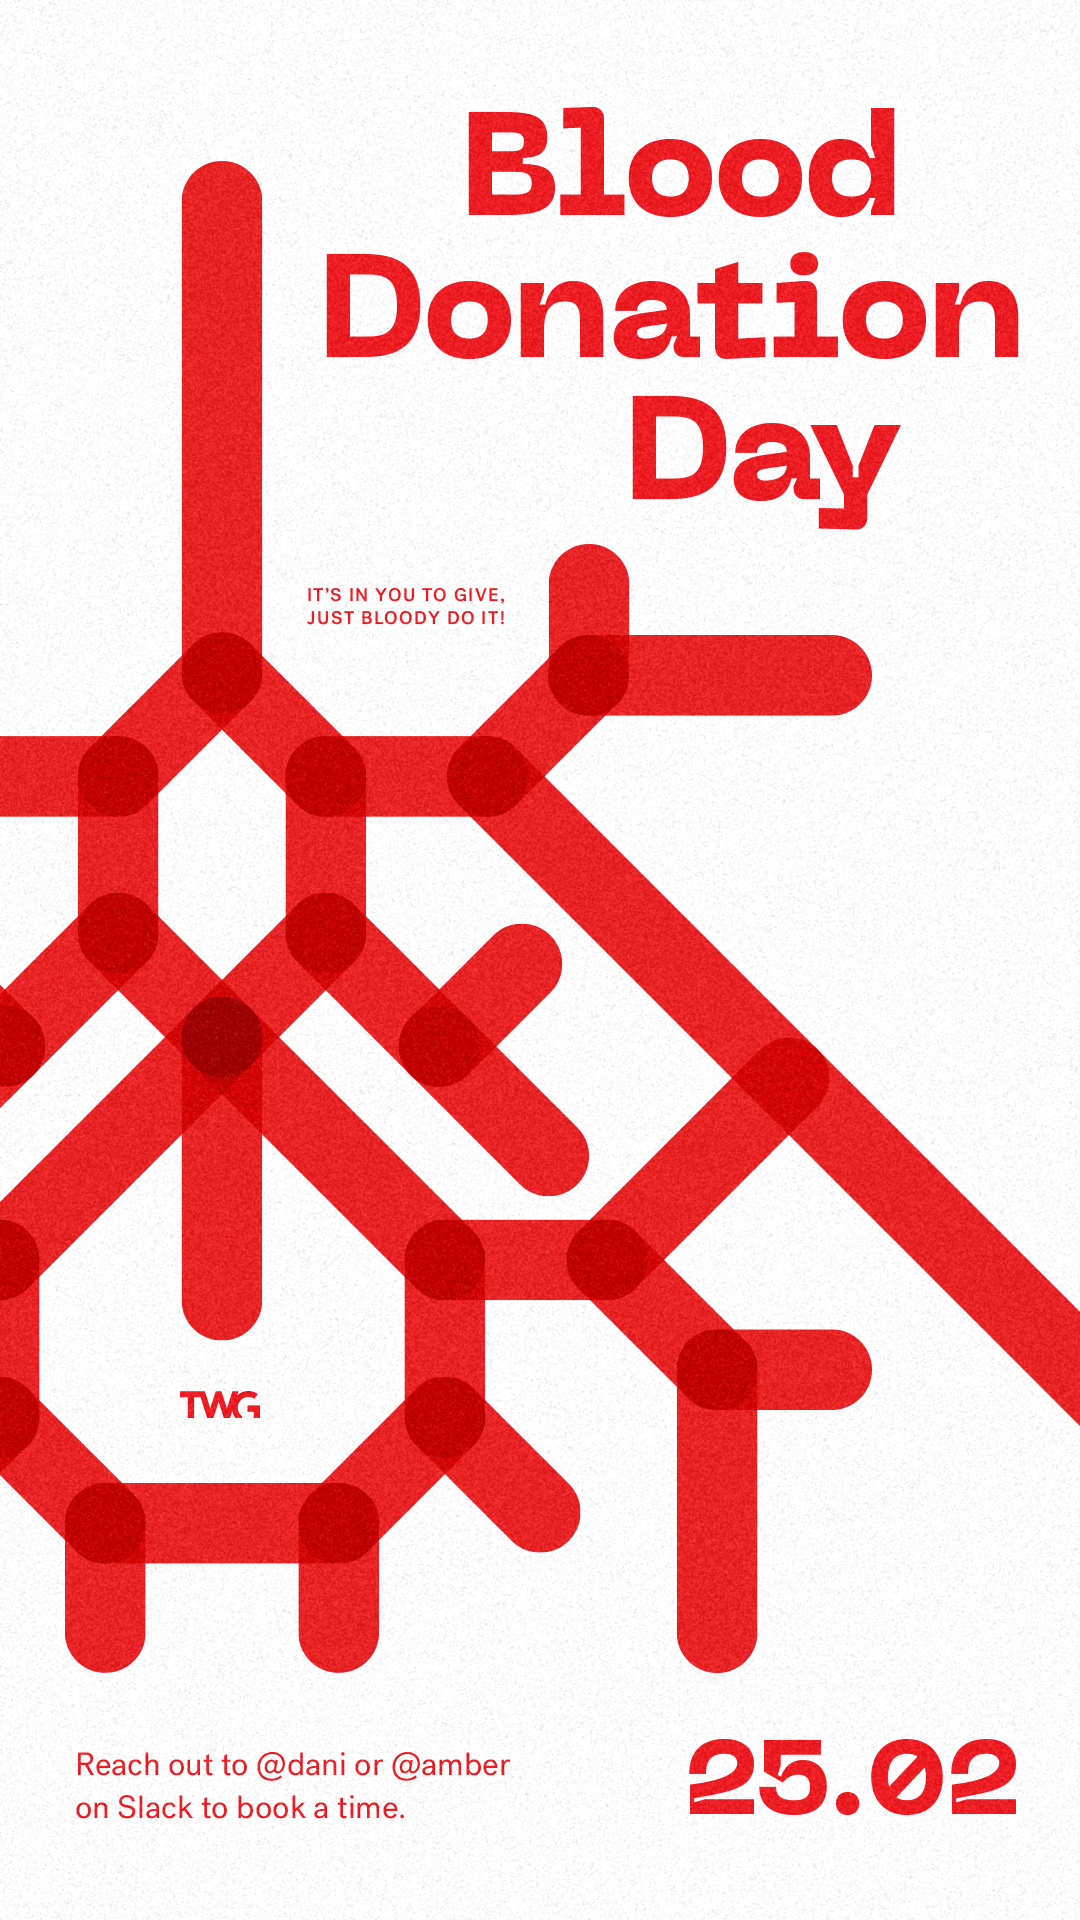 Blood
Donation
Day
IT'S IN YOU TO GIVE,
JUST BLOODY DO IT!
TWG
Reach out to @dani or @amber
on Slack to book a time.
25.02